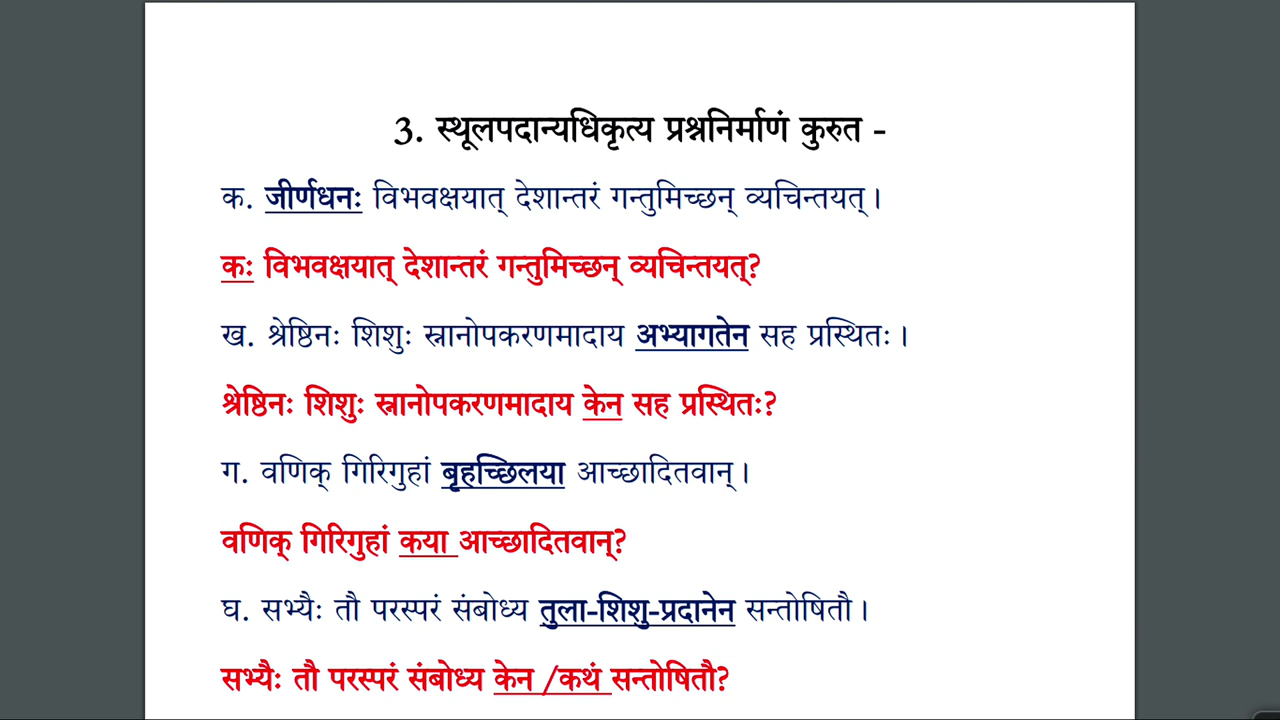 3. स्थूलपदान्यधिकृत्य प्रश्ननिर्माणं कुरुत -
क. जीर्णधनः विभवक्षयात् देशान्तरं गन्तुमिच्छन् व्यचिन्तयत्।
कः विभवक्षयात् देशान्तरं गन्तुमिच्छन् व्यचिन्तयत्?
ख. श्रेष्ठिनः शिशुः स्नानोपकरणमादाय अभ्यागतेन सह प्रस्थितः।
श्रेष्ठिनः शिशुः स्नानोपकरणमादाय केन सह प्रस्थितः?
ग. वणिक् गिरिगुहां बृहच्छिलया आच्छादितवान्।
वणिक् गिरिगुहां कया आच्छादितवान्?
घ. सभ्यैः तौ परस्परं संबोध्य तुला-शिशु-प्रदानेन सन्तोषितौ।
सभ्यैः तौ परस्परं संबोध्य केन /कथं सन्तोषितौ?